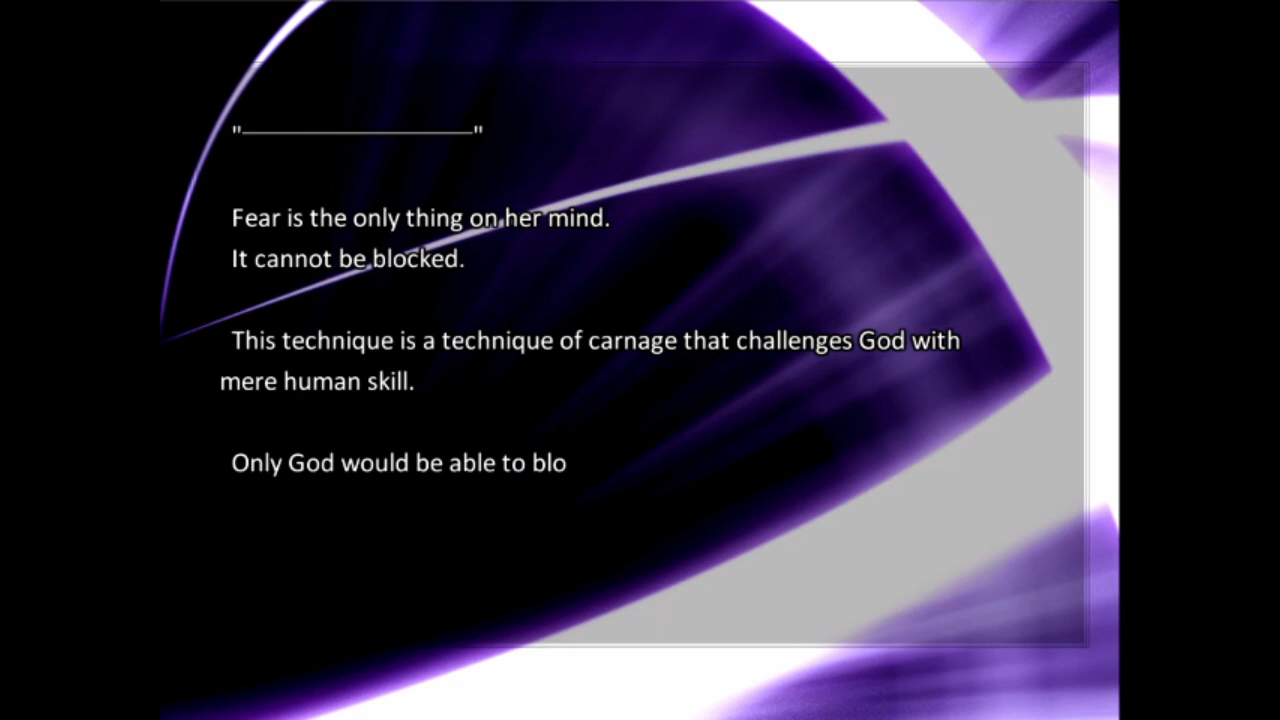 "———————————"
Fear is the only thing on her mind.
It cannot be blocked.
This technique is a technique of carnage that challenges God with
mere human skill.
Only God would be able to blo